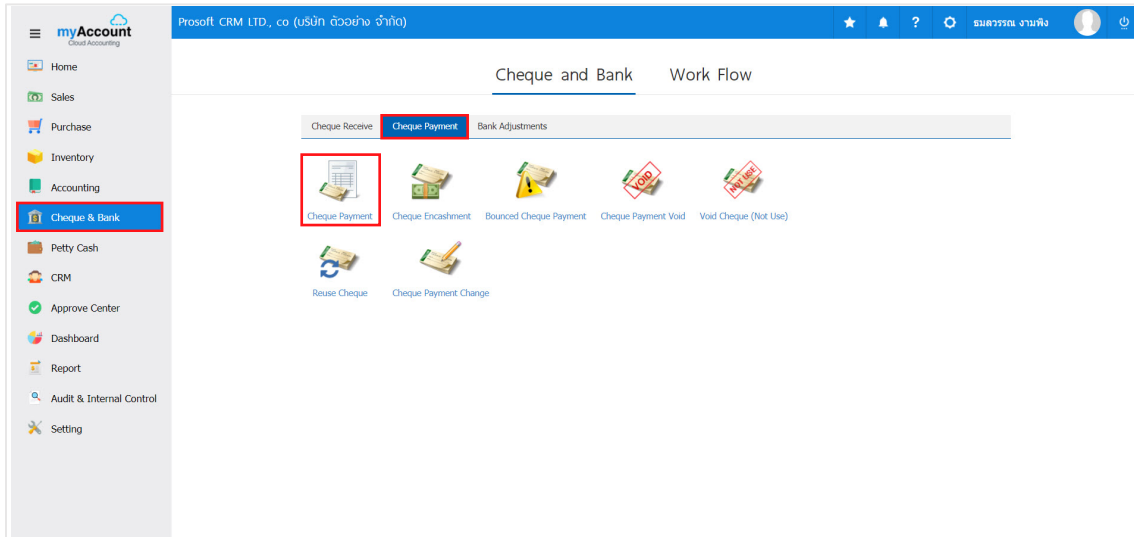 myAccount
Cloud Accounting
Prosoft CRM LTD., co (บริษัท ตัวอย่าง จำกัด)
?
ธมลวรรณ งามพิง
Home
Sales
Purchase
Inventory
Accounting
Cheque & Bank
Petty Cash
CRM
Approve Center
Dashboard
Report
Audit & Internal Control
Setting
Cheque and Bank Work Flow
Cheque Receive Cheque Payment Bank Adjustments
VOID
NOT USE
Cheque Payment Cheque Encashment Bounced Cheque Payment Cheque Payment Void Void Cheque (Not Use)
Reuse Cheque Cheque Payment Change